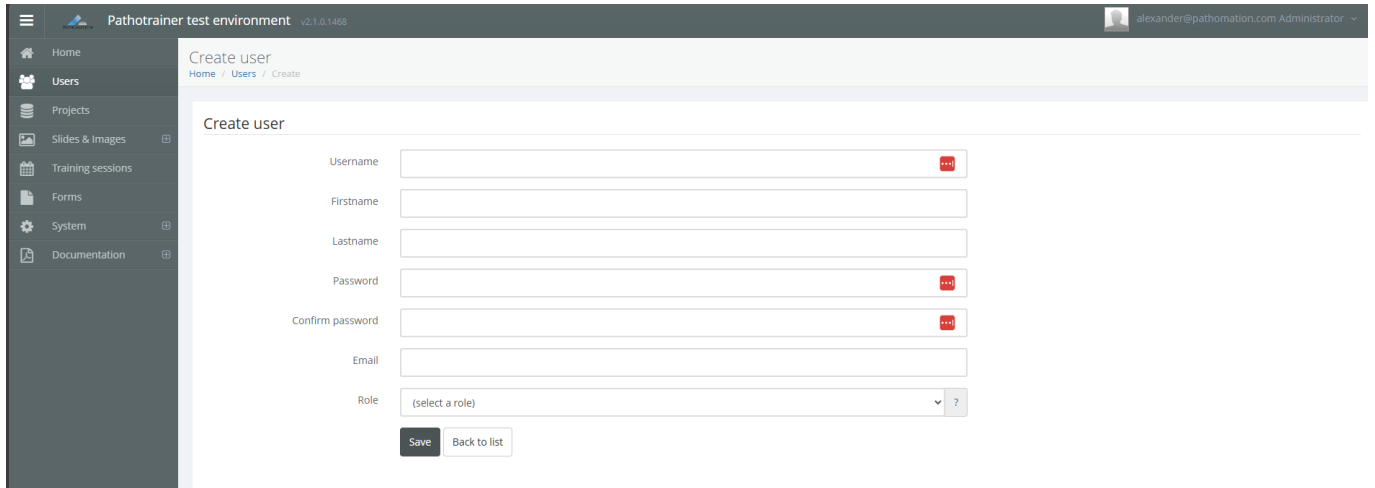 Pathotrainer test environment v2.1.0.1468
alexander@pathomation.com Administrator
Home
Users
Projects
Slides & Images
Training sessions
Forms
System
Documentation
Create user
Home / Users / Create
Create user
Username
Firstname
Lastname
Password
Confirm password
Email
Role (select a role) ?
Save Back to list